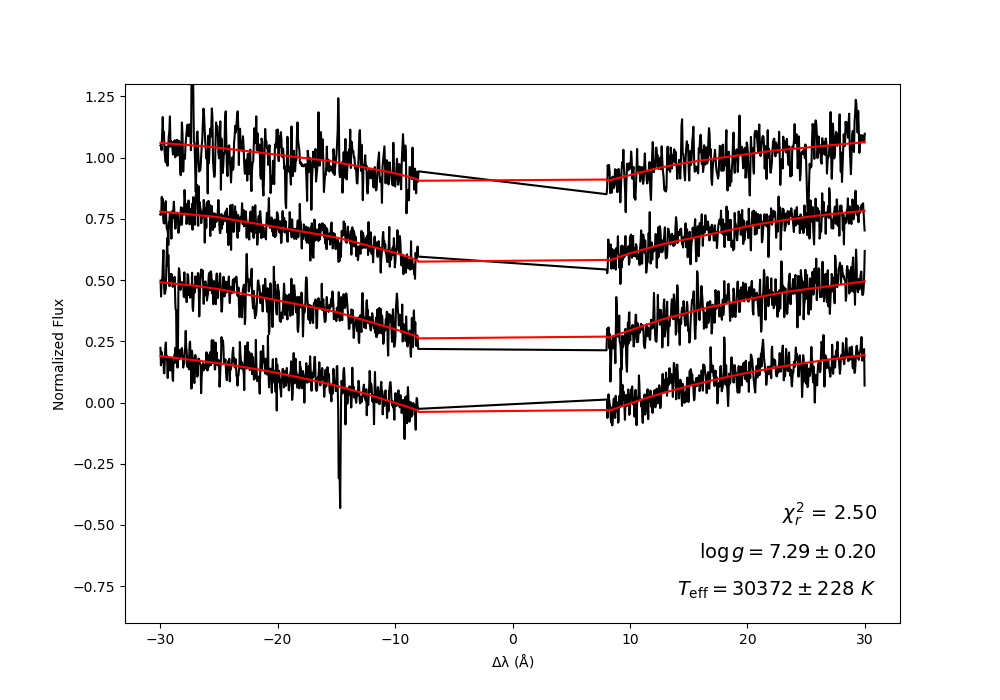 1.25
1.00
0.75
0.50
0.25
0.00
−0.25
−0.50
−0.75
Normalized Flux
χ²ᵣ = 2.50
log g = 7.29 ± 0.20
T_eff = 30372 ± 228 K
−30 −20 −10 0 10 20 30
Δλ (Å)